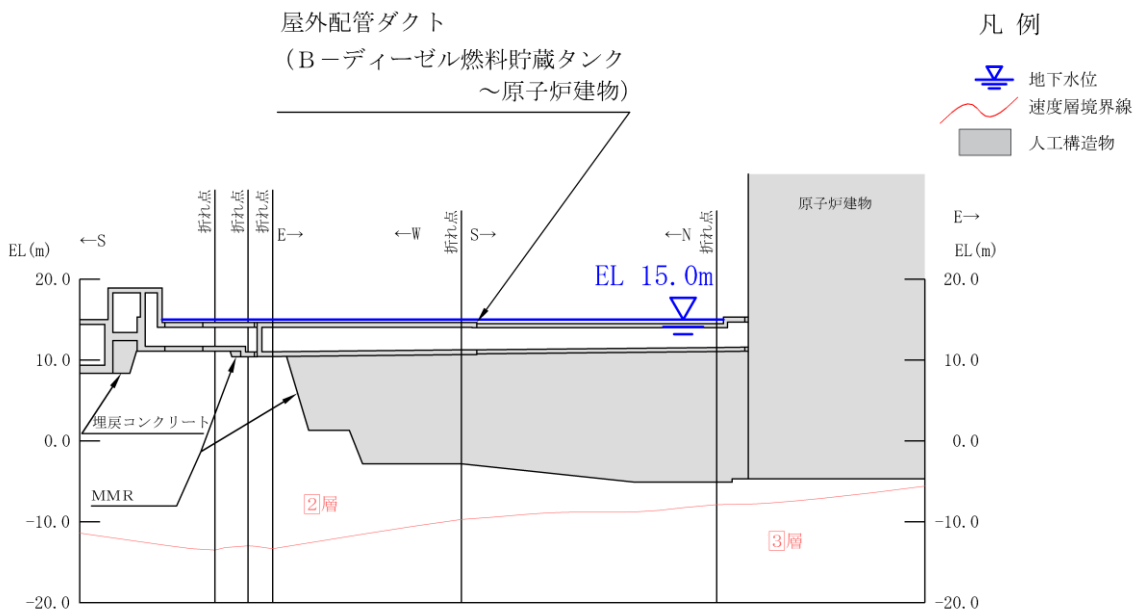 屋外配管ダクト
（Ｂ－ディーゼル燃料貯蔵タンク
～原子炉建物）
凡 例
地下水位
速度層境界線
人工構造物
原子炉建物
折れ点
折れ点
折れ点
折れ点
折れ点
←S
E→
←W
S→
←N
E→
EL(m)
EL(m)
EL 15.0m
20.0
10.0
0.0
-10.0
-20.0
20.0
10.0
0.0
-10.0
-20.0
埋戻コンクリート
ＭＭＲ
2層
3層